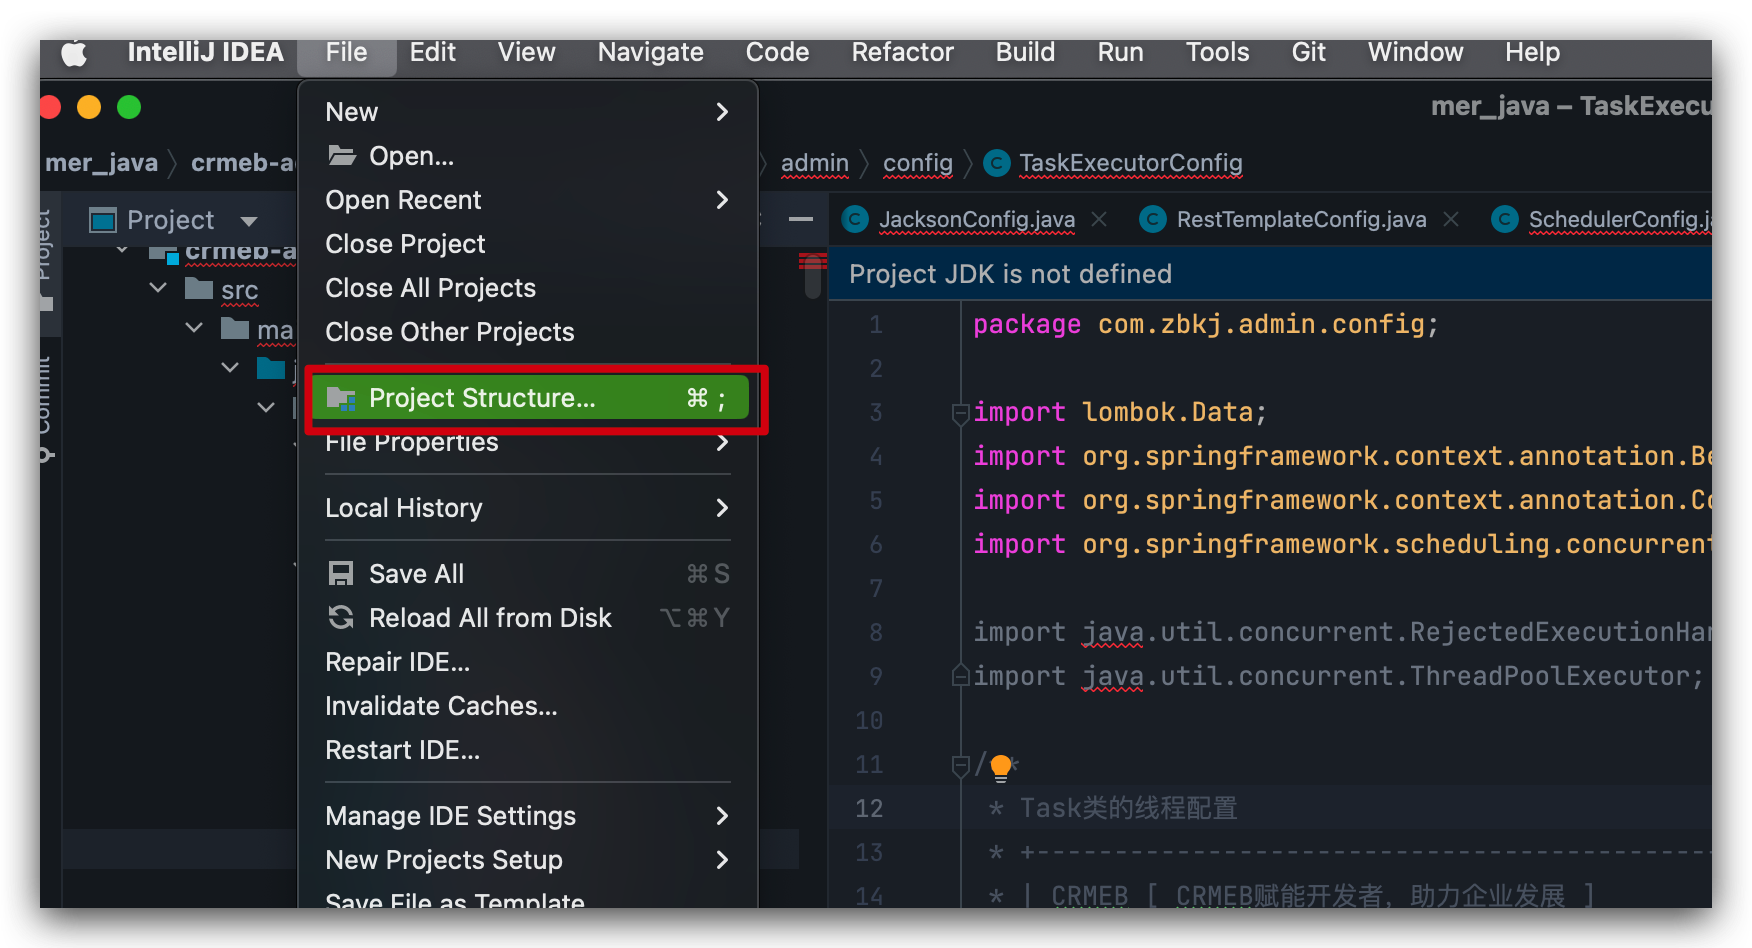 IntelliJ IDEA File Edit View Navigate Code Refactor Build Run Tools Git Window Help
mer_java – TaskExecu
mer_java crmeb-a admin config TaskExecutorConfig
Project
JacksonConfig.java RestTemplateConfig.java SchedulerConfig.j
Project
Commit
crmeb-a
src
ma
j
New
Open...
Open Recent
Close Project
Close All Projects
Close Other Projects
Project Structure... ⌘ ;
File Properties
Local History
Save All ⌘ S
Reload All from Disk ⌥ ⌘ Y
Repair IDE...
Invalidate Caches...
Restart IDE...
Manage IDE Settings
New Projects Setup
Save File as Template
Project JDK is not defined
1 package com.zbkj.admin.config;
2
3 import lombok.Data;
4 import org.springframework.context.annotation.Be
5 import org.springframework.context.annotation.Co
6 import org.springframework.scheduling.concurrent
7
8 import java.util.concurrent.RejectedExecutionHan
9 import java.util.concurrent.ThreadPoolExecutor;
10
11 /**
12 * Task类的线程配置
13 * +--------------------------------------------
14 * | CRMEB [ CRMEB赋能开发者，助力企业发展 ]